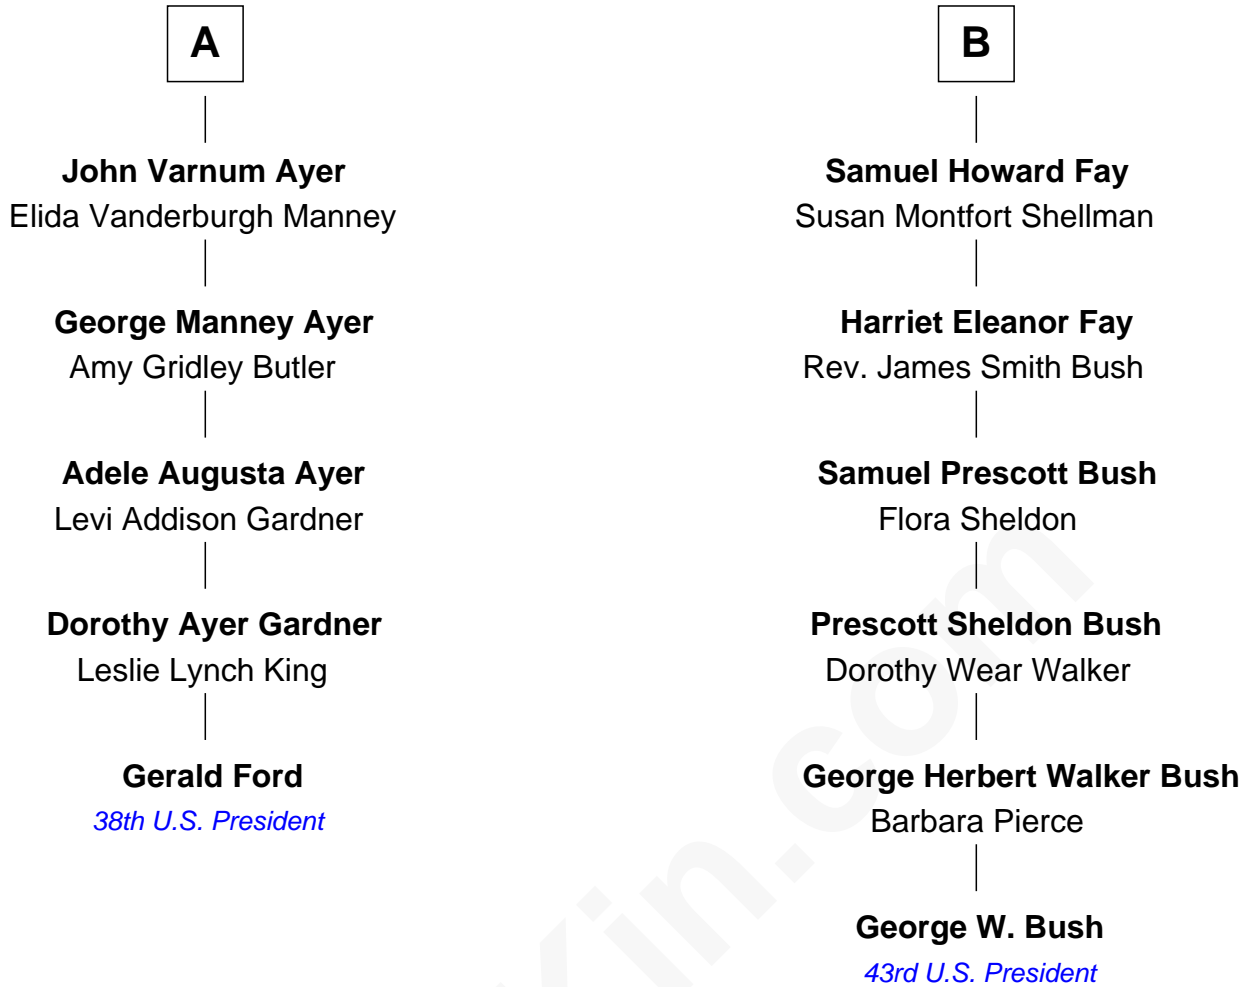 A
John Varnum Ayer
Elida Vanderburgh Manney
George Manney Ayer
Amy Gridley Butler
Adele Augusta Ayer
Levi Addison Gardner
Dorothy Ayer Gardner
Leslie Lynch King
Gerald Ford
38th U.S. President
B
Samuel Howard Fay
Susan Montfort Shellman
Harriet Eleanor Fay
Rev. James Smith Bush
Samuel Prescott Bush
Flora Sheldon
Prescott Sheldon Bush
Dorothy Wear Walker
George Herbert Walker Bush
Barbara Pierce
George W. Bush
43rd U.S. President
Kin.com